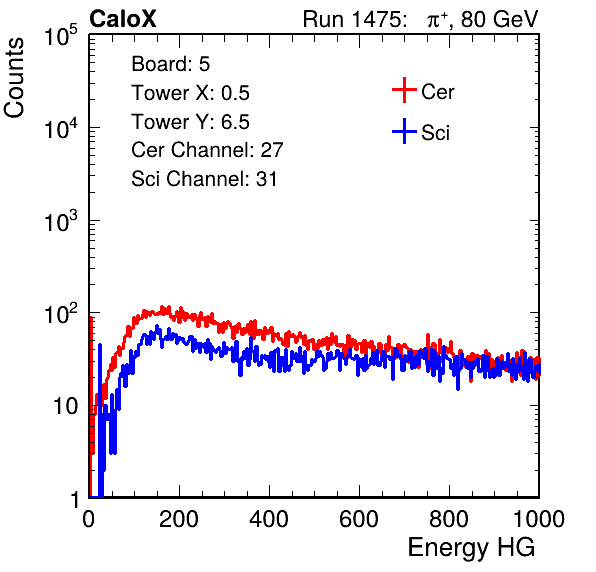 CaloX Run 1475: π⁺, 80 GeV
Board: 5
Tower X: 0.5
Tower Y: 6.5
Cer Channel: 27
Sci Channel: 31
Cer
Sci
Counts
10⁵
10⁴
10³
10²
10
1
0 200 400 600 800 1000
Energy HG